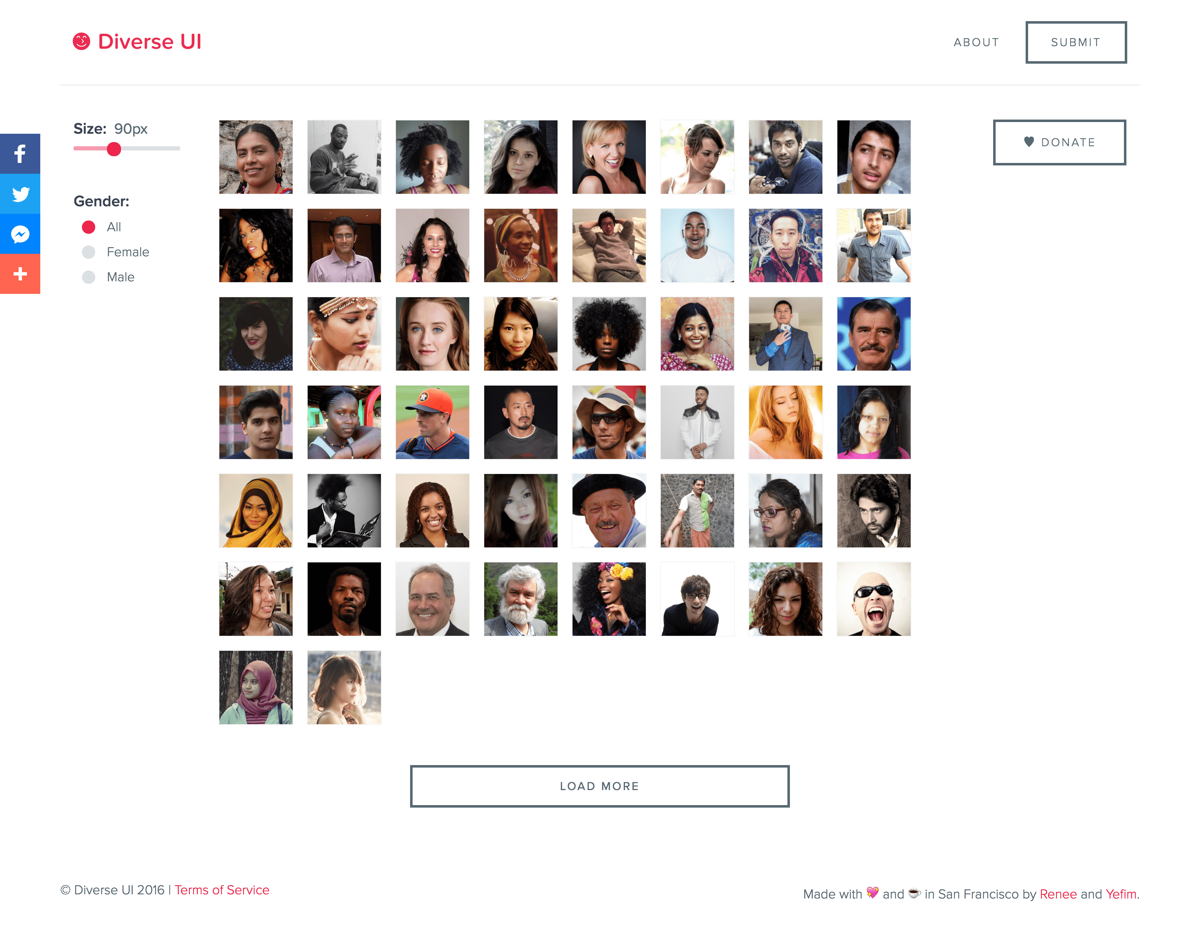 Diverse UI
ABOUT
SUBMIT
Size: 90px
DONATE
Gender:
All
Female
Male
LOAD MORE
© Diverse UI 2016 | Terms of Service
Made with 💘 and ☕ in San Francisco by Renee and Yefim.